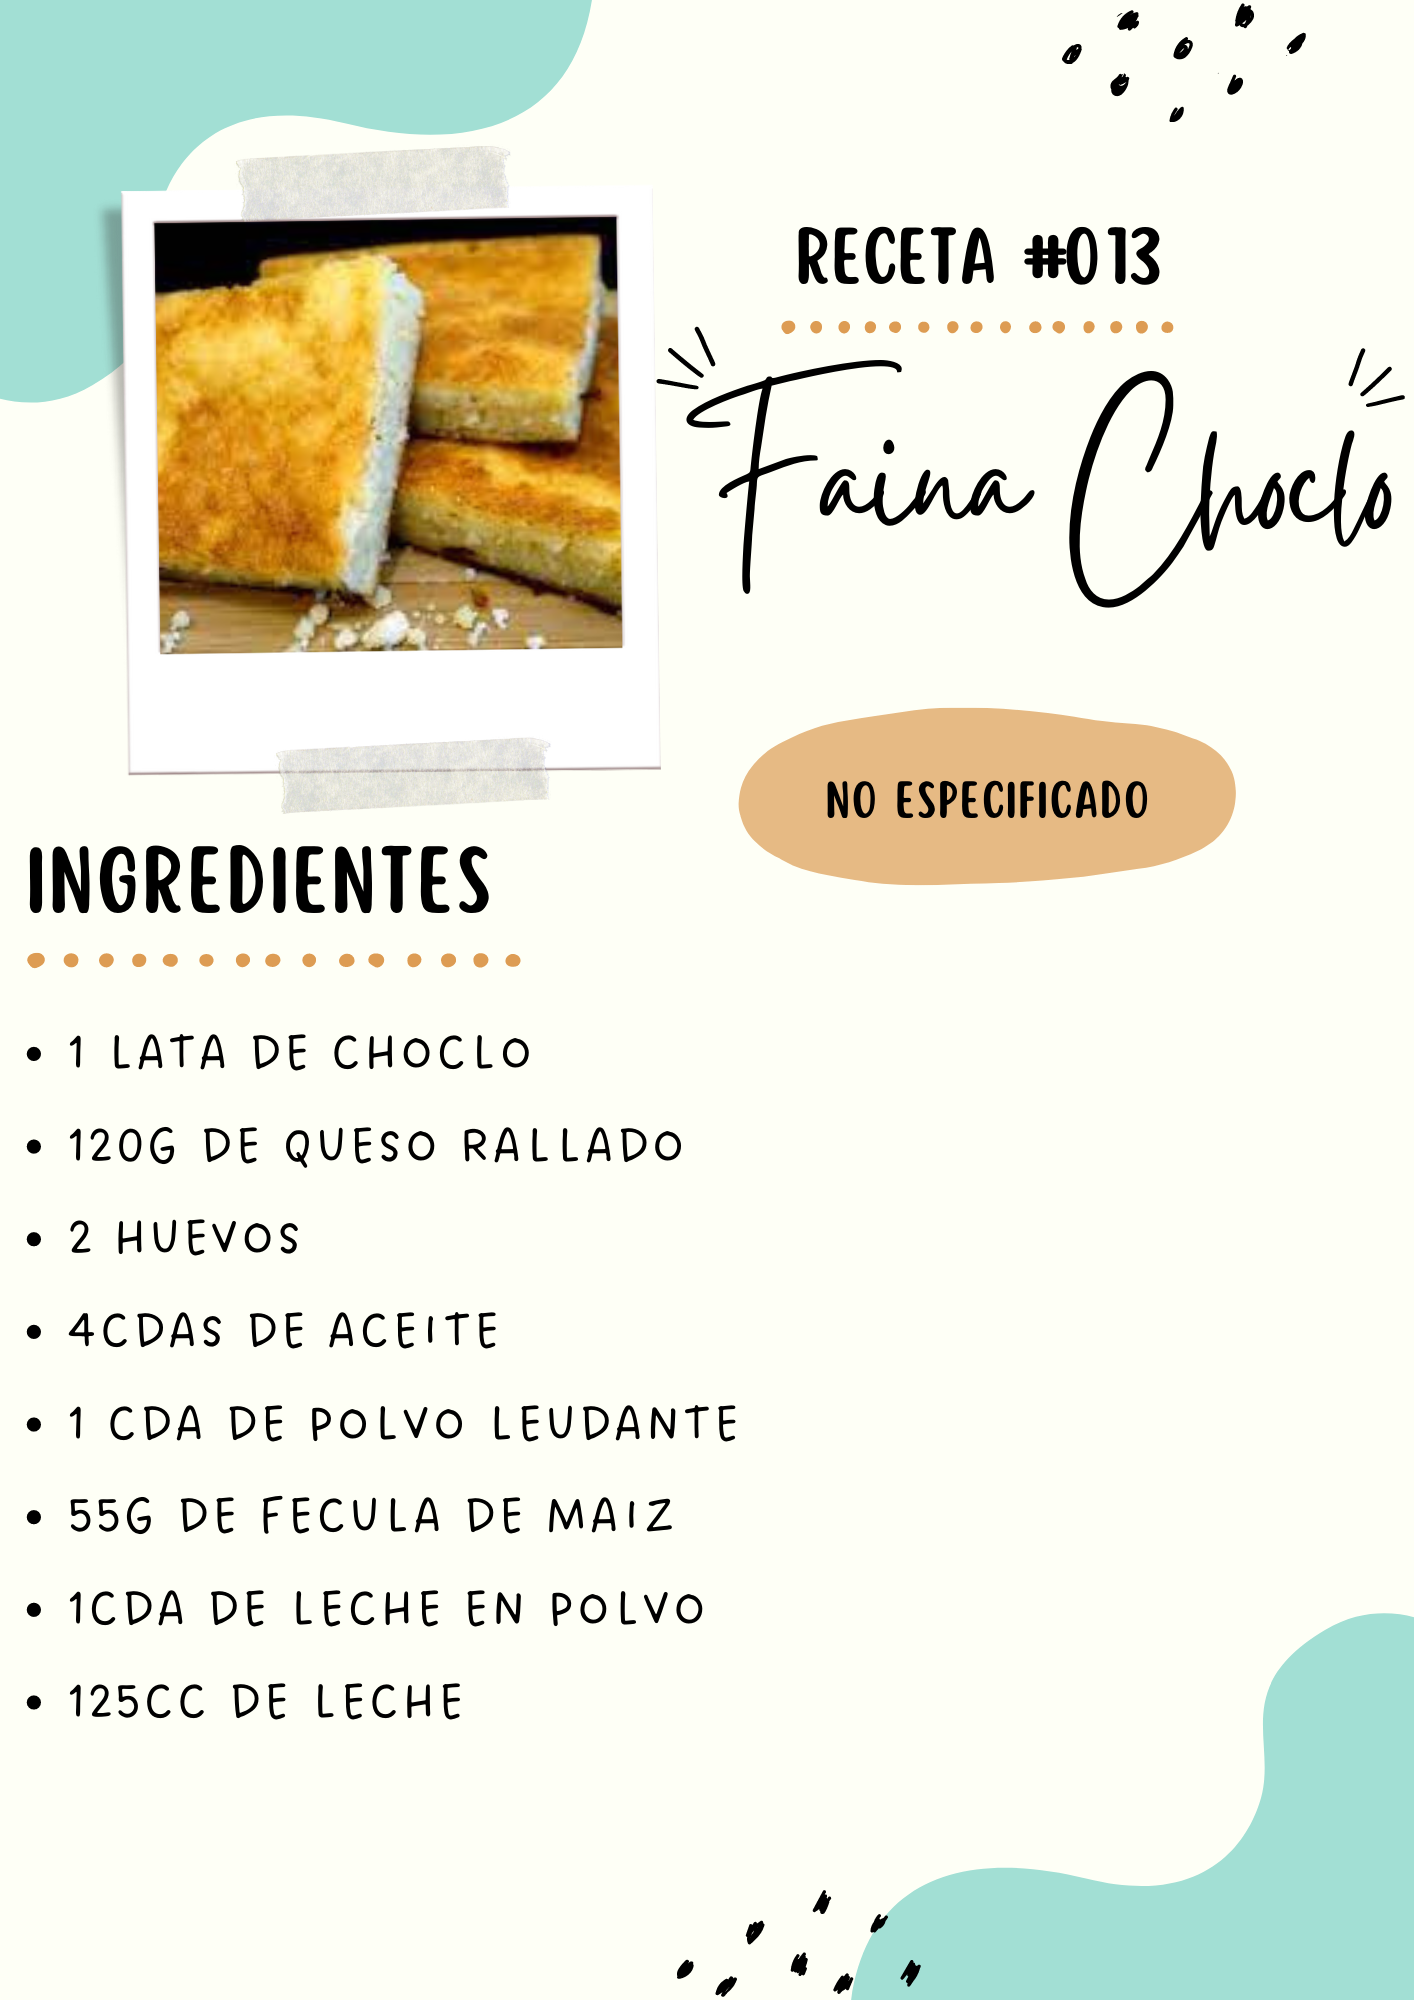 RECETA #013
Faina Choclo
NO ESPECIFICADO
INGREDIENTES
• 1 LATA DE CHOCLO
• 120G DE QUESO RALLADO
• 2 HUEVOS
• 4CDAS DE ACEITE
• 1 CDA DE POLVO LEUDANTE
• 55G DE FECULA DE MAIZ
• 1CDA DE LECHE EN POLVO
• 125CC DE LECHE